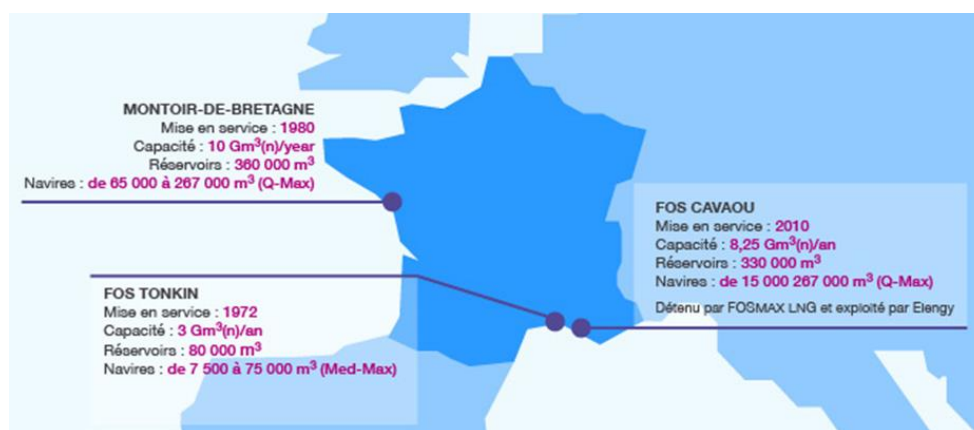 MONTOIR-DE-BRETAGNE
Mise en service : 1980
Capacité : 10 Gm³(n)/year
Réservoirs : 360 000 m³
Navires : de 65 000 à 267 000 m³ (Q-Max)
FOS CAVAOU
Mise en service : 2010
Capacité : 8,25 Gm³(n)/an
Réservoirs : 330 000 m³
Navires : de 15 000 267 000 m³ (Q-Max)
Détenu par FOSMAX LNG et exploité par Elengy
FOS TONKIN
Mise en service : 1972
Capacité : 3 Gm³(n)/an
Réservoirs : 80 000 m³
Navires : de 7 500 à 75 000 m³ (Med-Max)